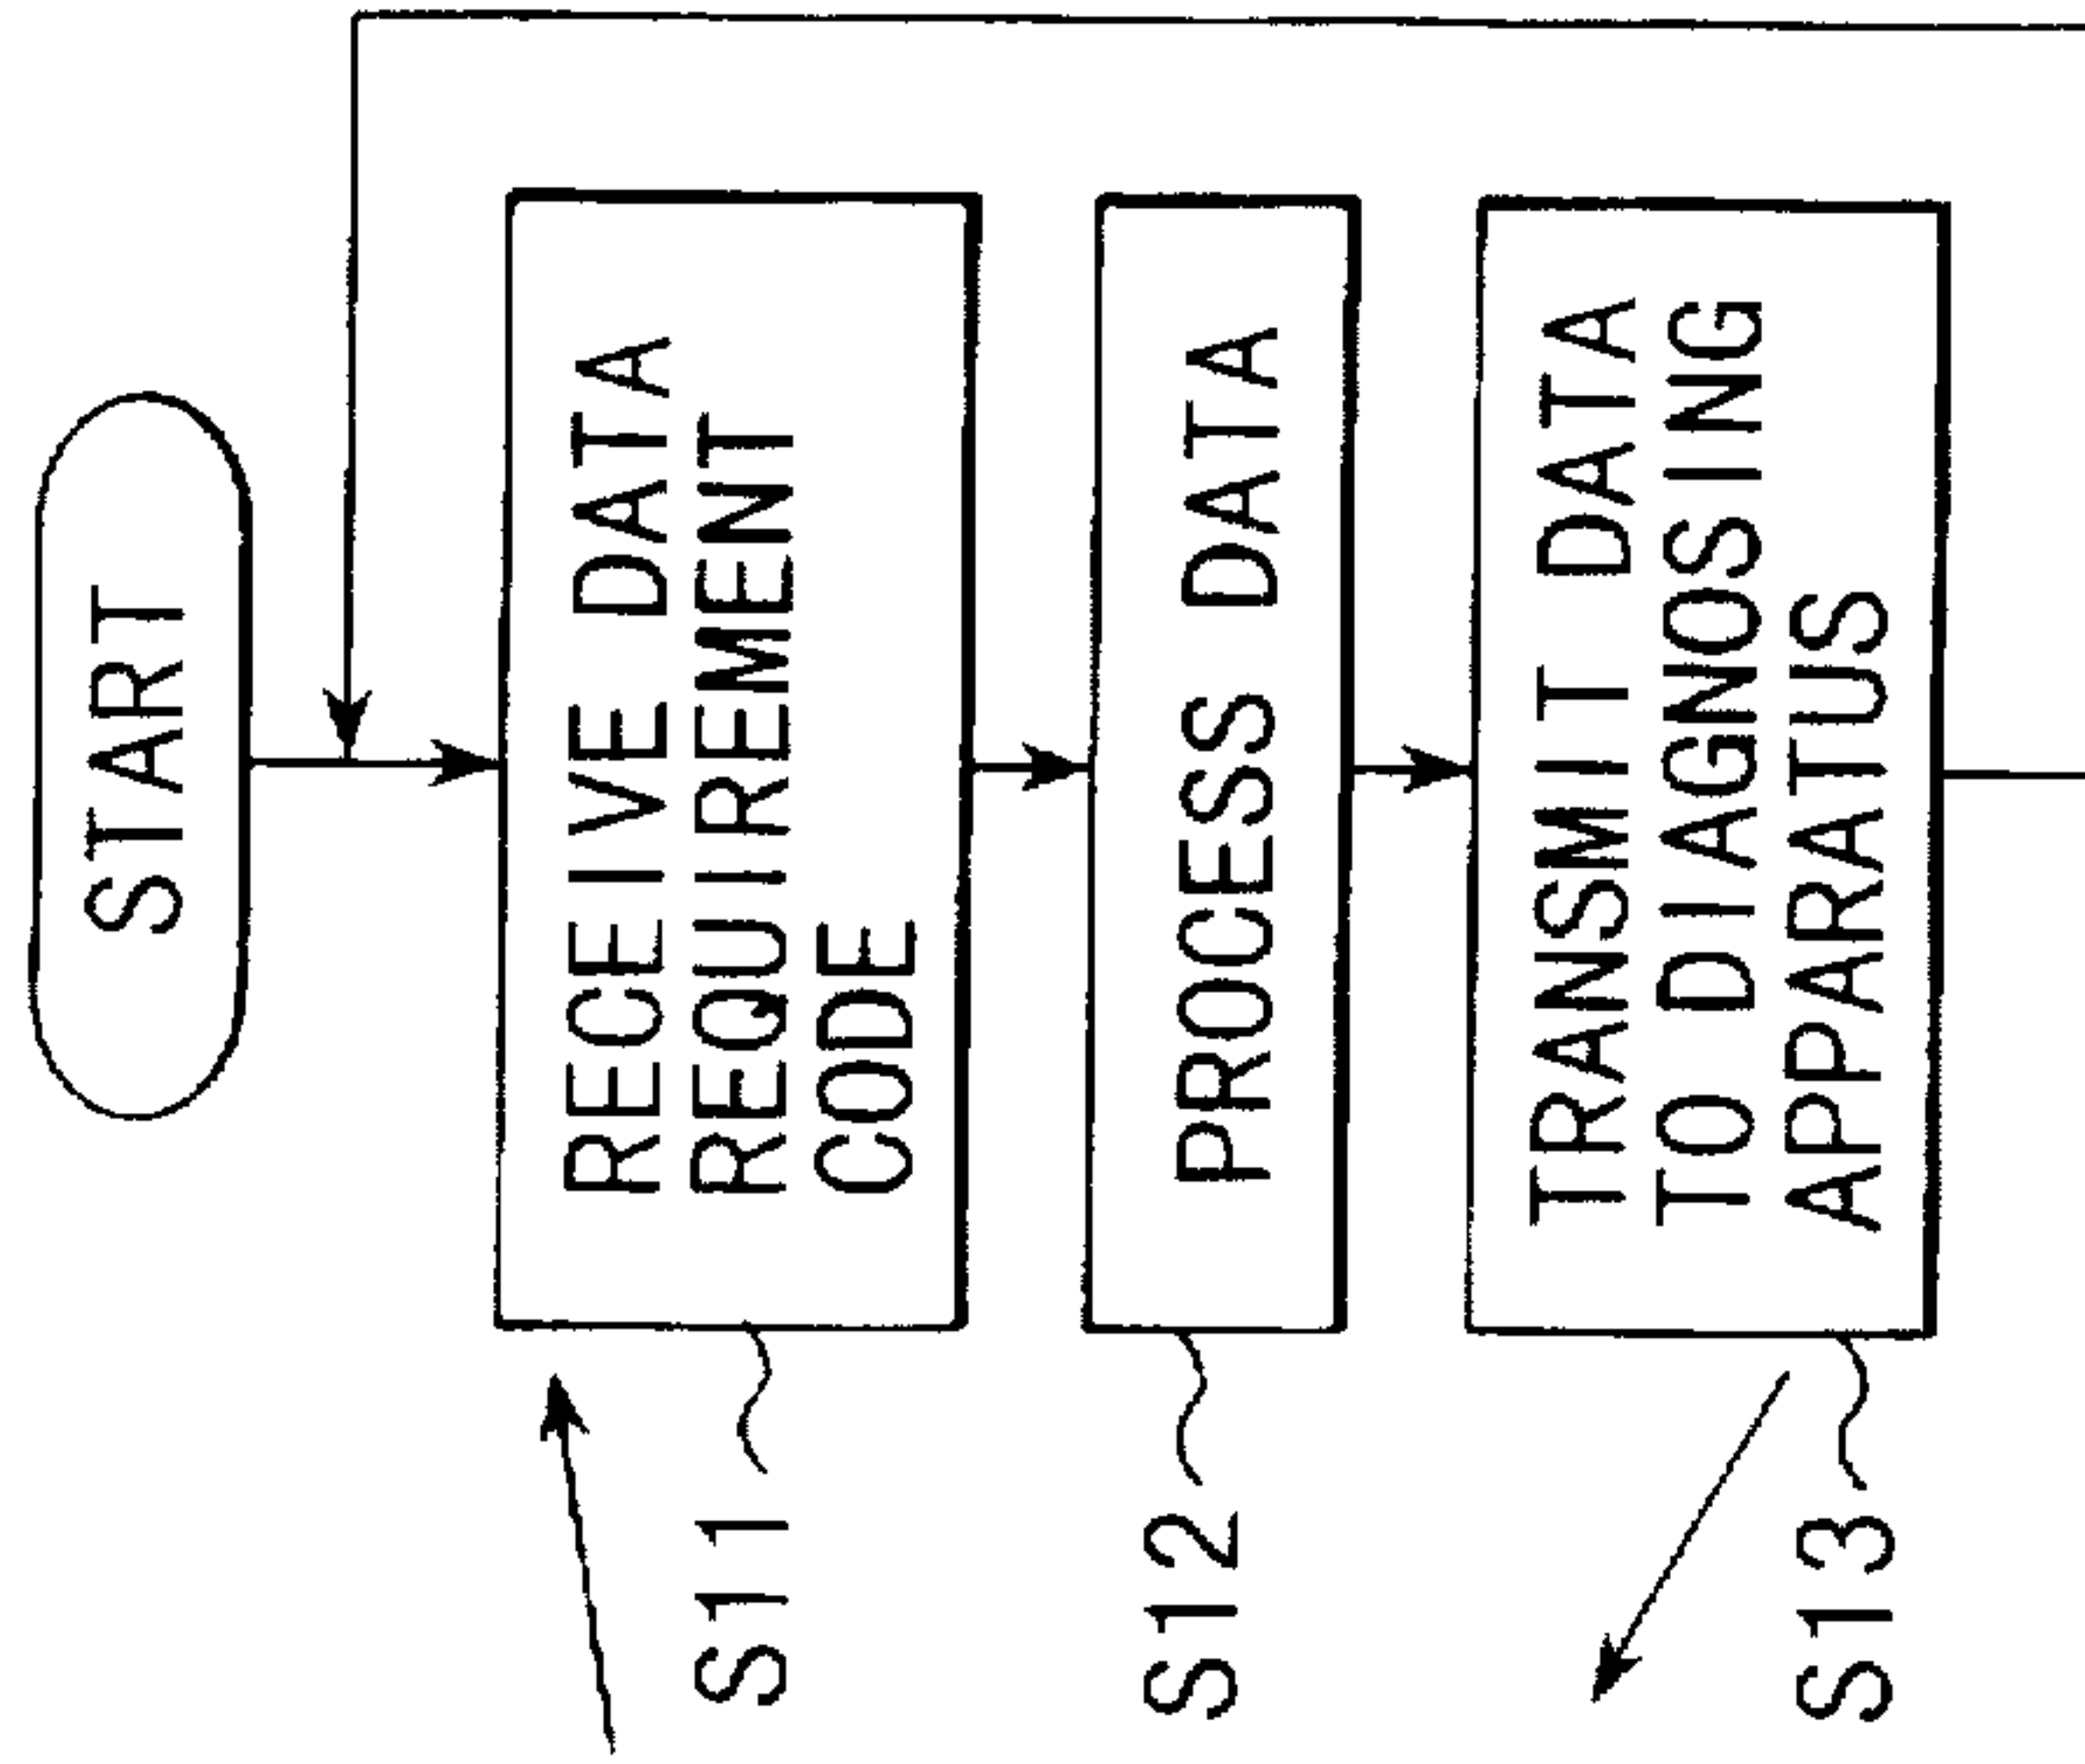 START
RECEIVE DATA
REQUIREMENT
CODE
S11
PROCESS DATA
S12
TRANSMIT DATA
TO DIAGNOSING
APPARATUS
S13